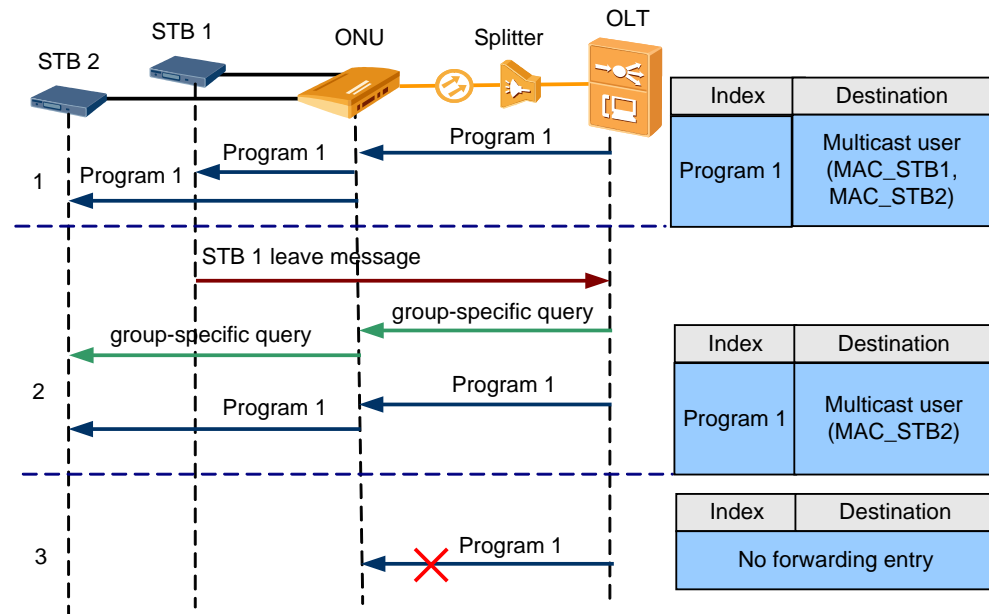 OLT
STB 1
ONU
Splitter
STB 2
Index
Destination
Program 1
Multicast user
(MAC_STB1,
MAC_STB2)
Program 1
Program 1
Program 1
1
STB 1 leave message
group-specific query
group-specific query
Index
Destination
Program 1
Multicast user
(MAC_STB2)
Program 1
Program 1
2
Index
Destination
No forwarding entry
Program 1
3